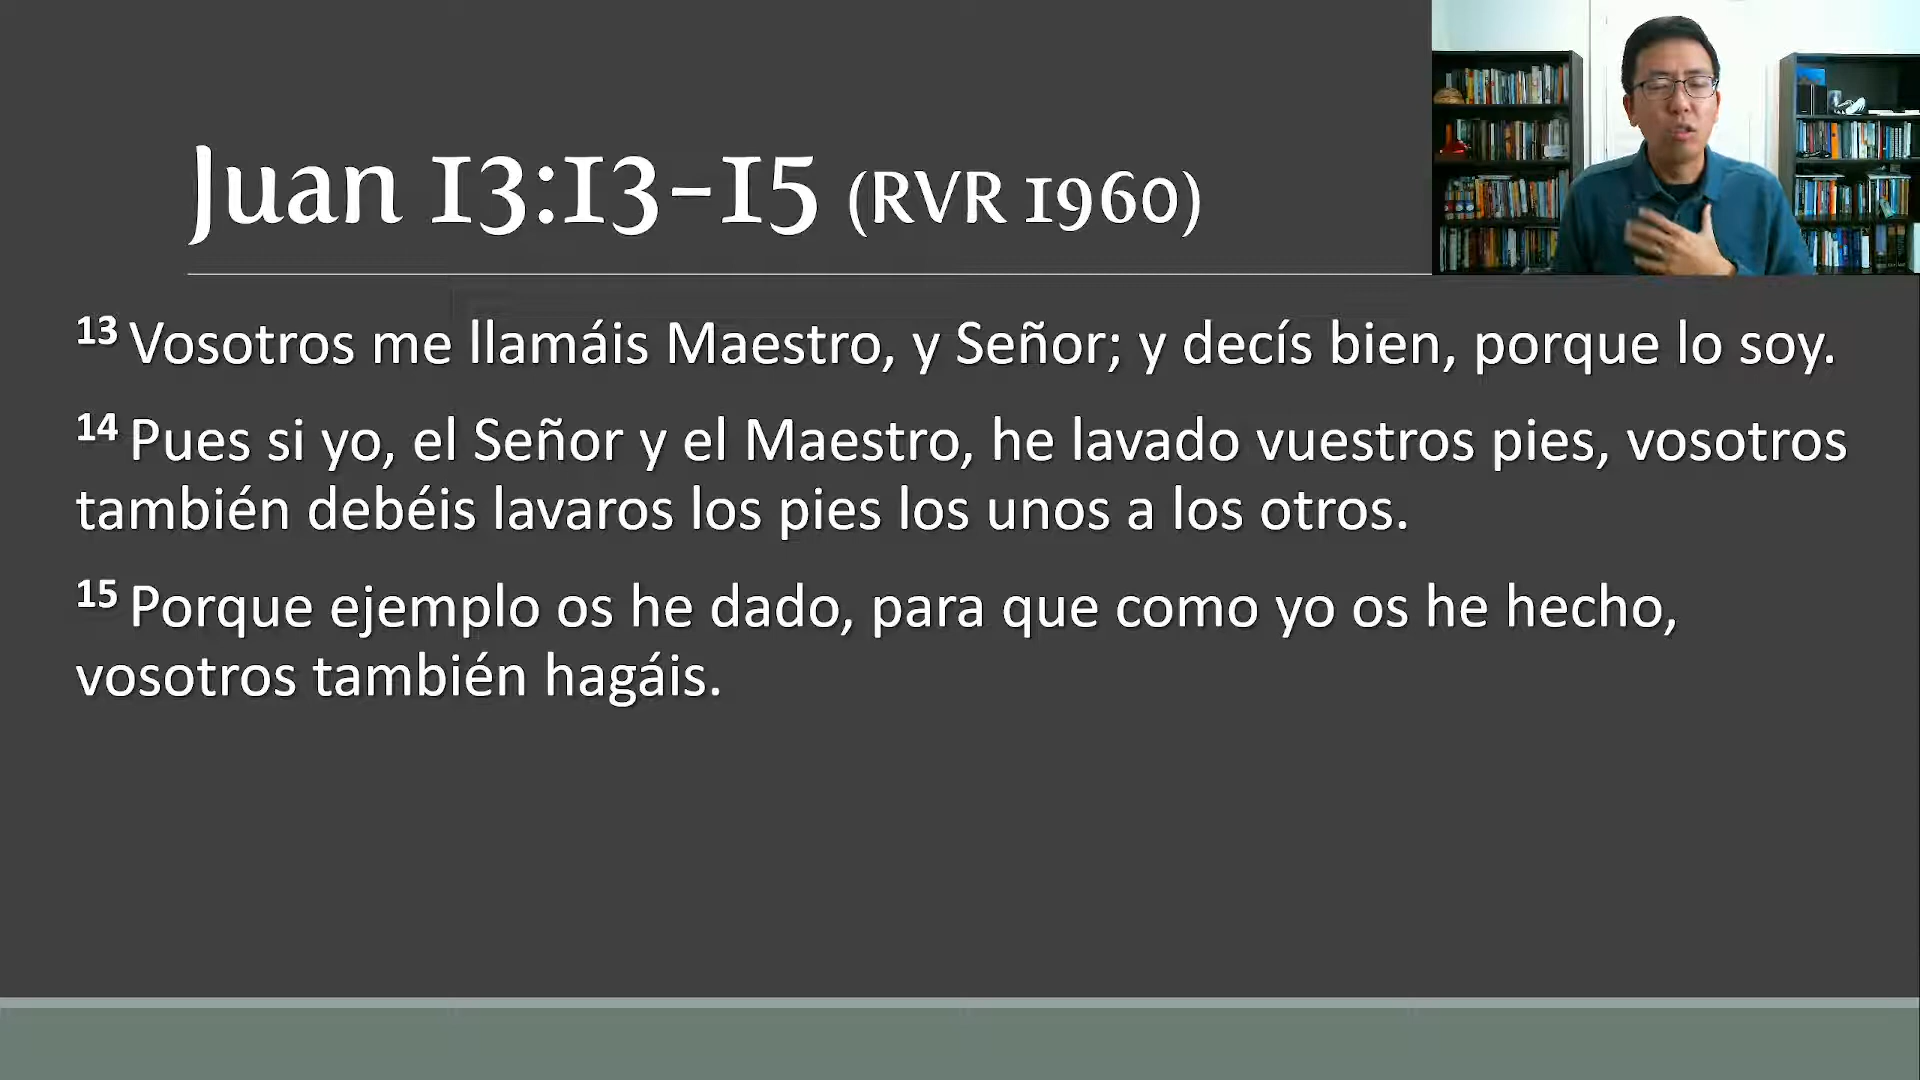 Juan 13:13-15 (RVR 1960)
13 Vosotros me llamáis Maestro, y Señor; y decís bien, porque lo soy.
14 Pues si yo, el Señor y el Maestro, he lavado vuestros pies, vosotros
también debéis lavaros los pies los unos a los otros.
15 Porque ejemplo os he dado, para que como yo os he hecho,
vosotros también hagáis.